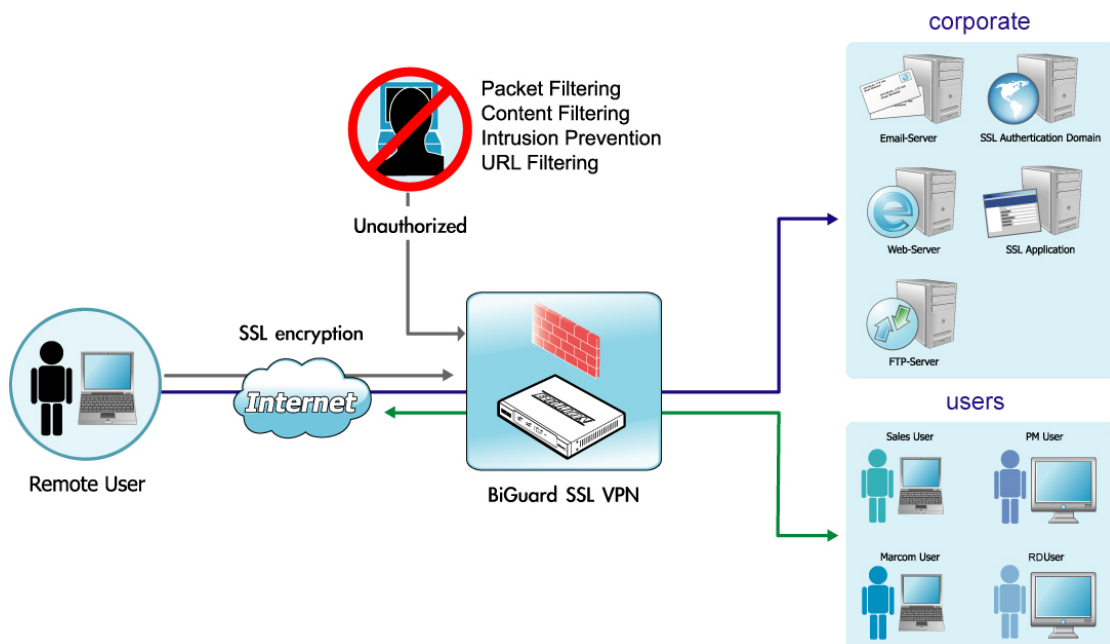 corporate
Packet Filtering
Content Filtering
Intrusion Prevention
URL Filtering
Unauthorized
Email-Server
SSL Authertication Domain
Web-Server
SSL Application
FTP-Server
SSL encryption
Internet
Remote User
BiGuard SSL VPN
users
Sales User
PM User
Marcom User
RDUser